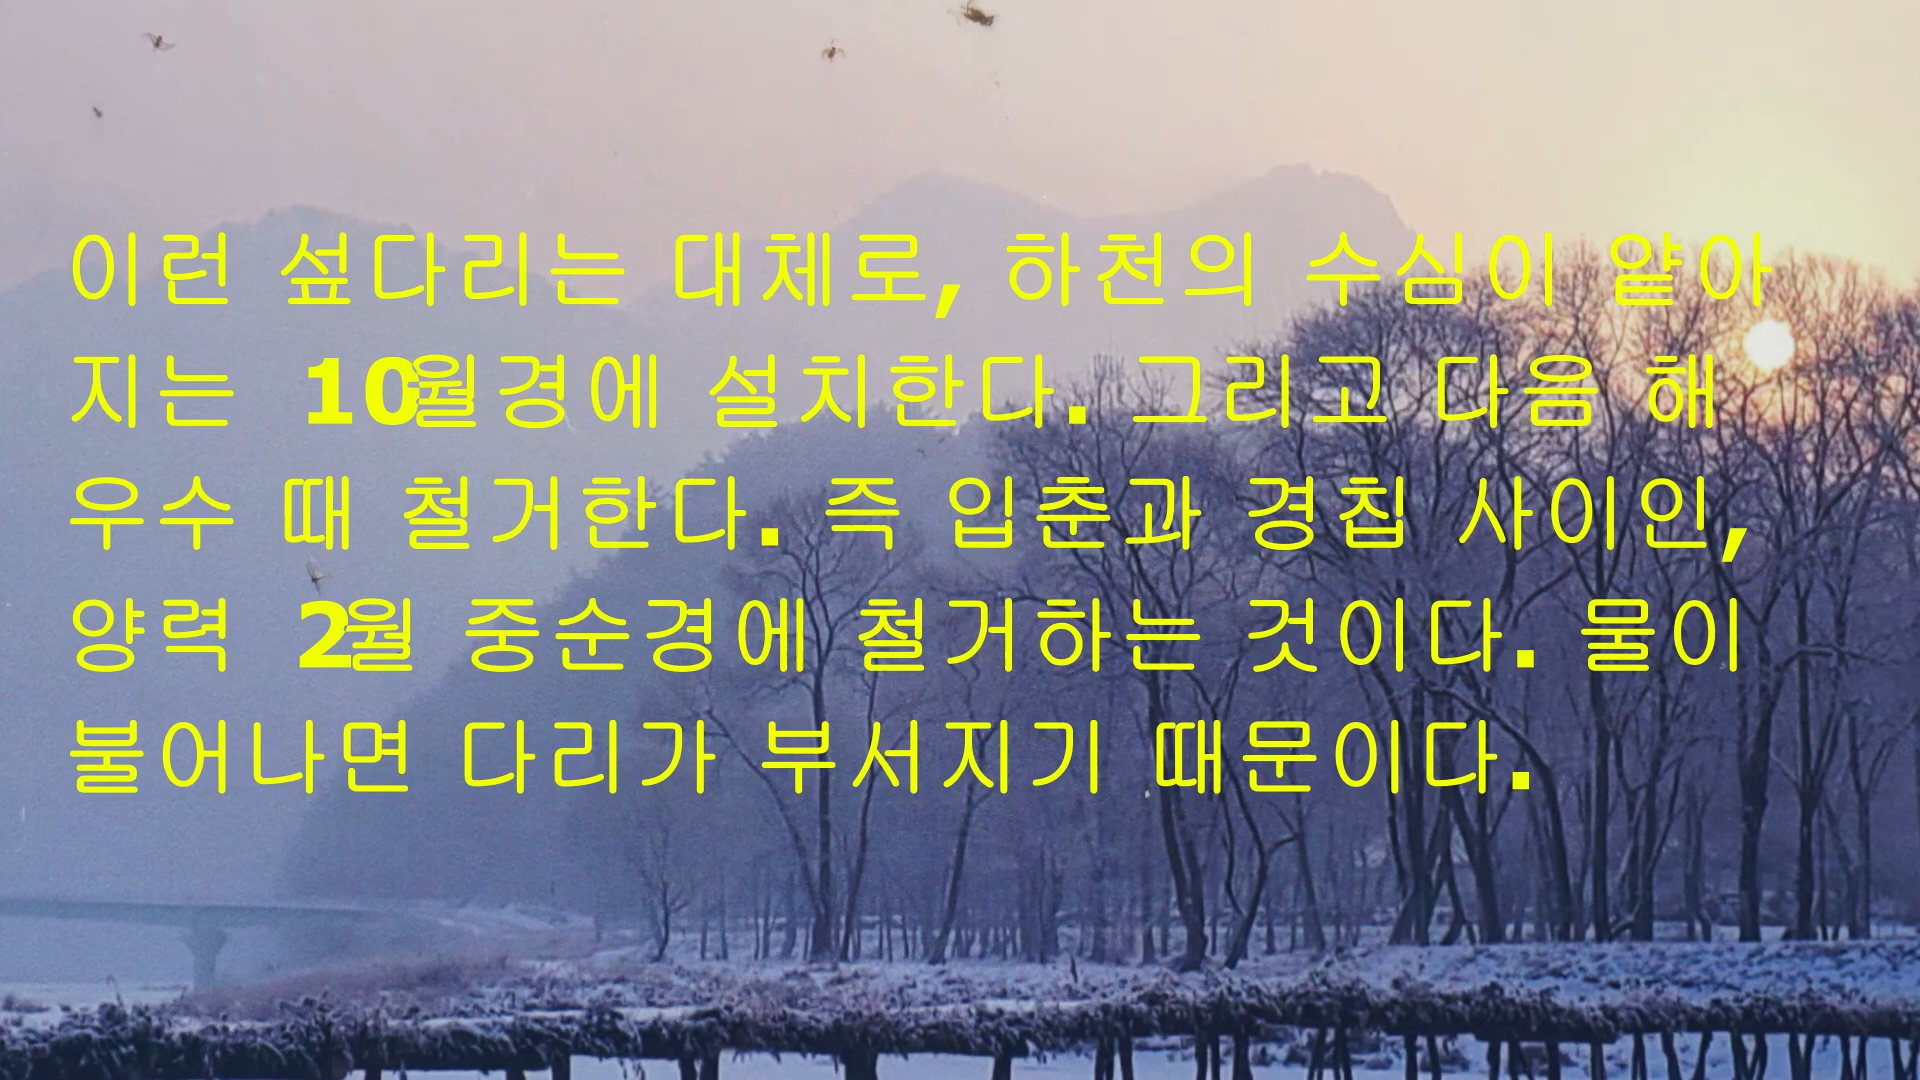 이런 섶다리는 대체로, 하천의 수심이 얕아
지는 10월경에 설치한다. 그리고 다음 해
우수 때 철거한다. 즉 입춘과 경칩 사이인,
양력 2월 중순경에 철거하는 것이다. 물이
불어나면 다리가 부서지기 때문이다.